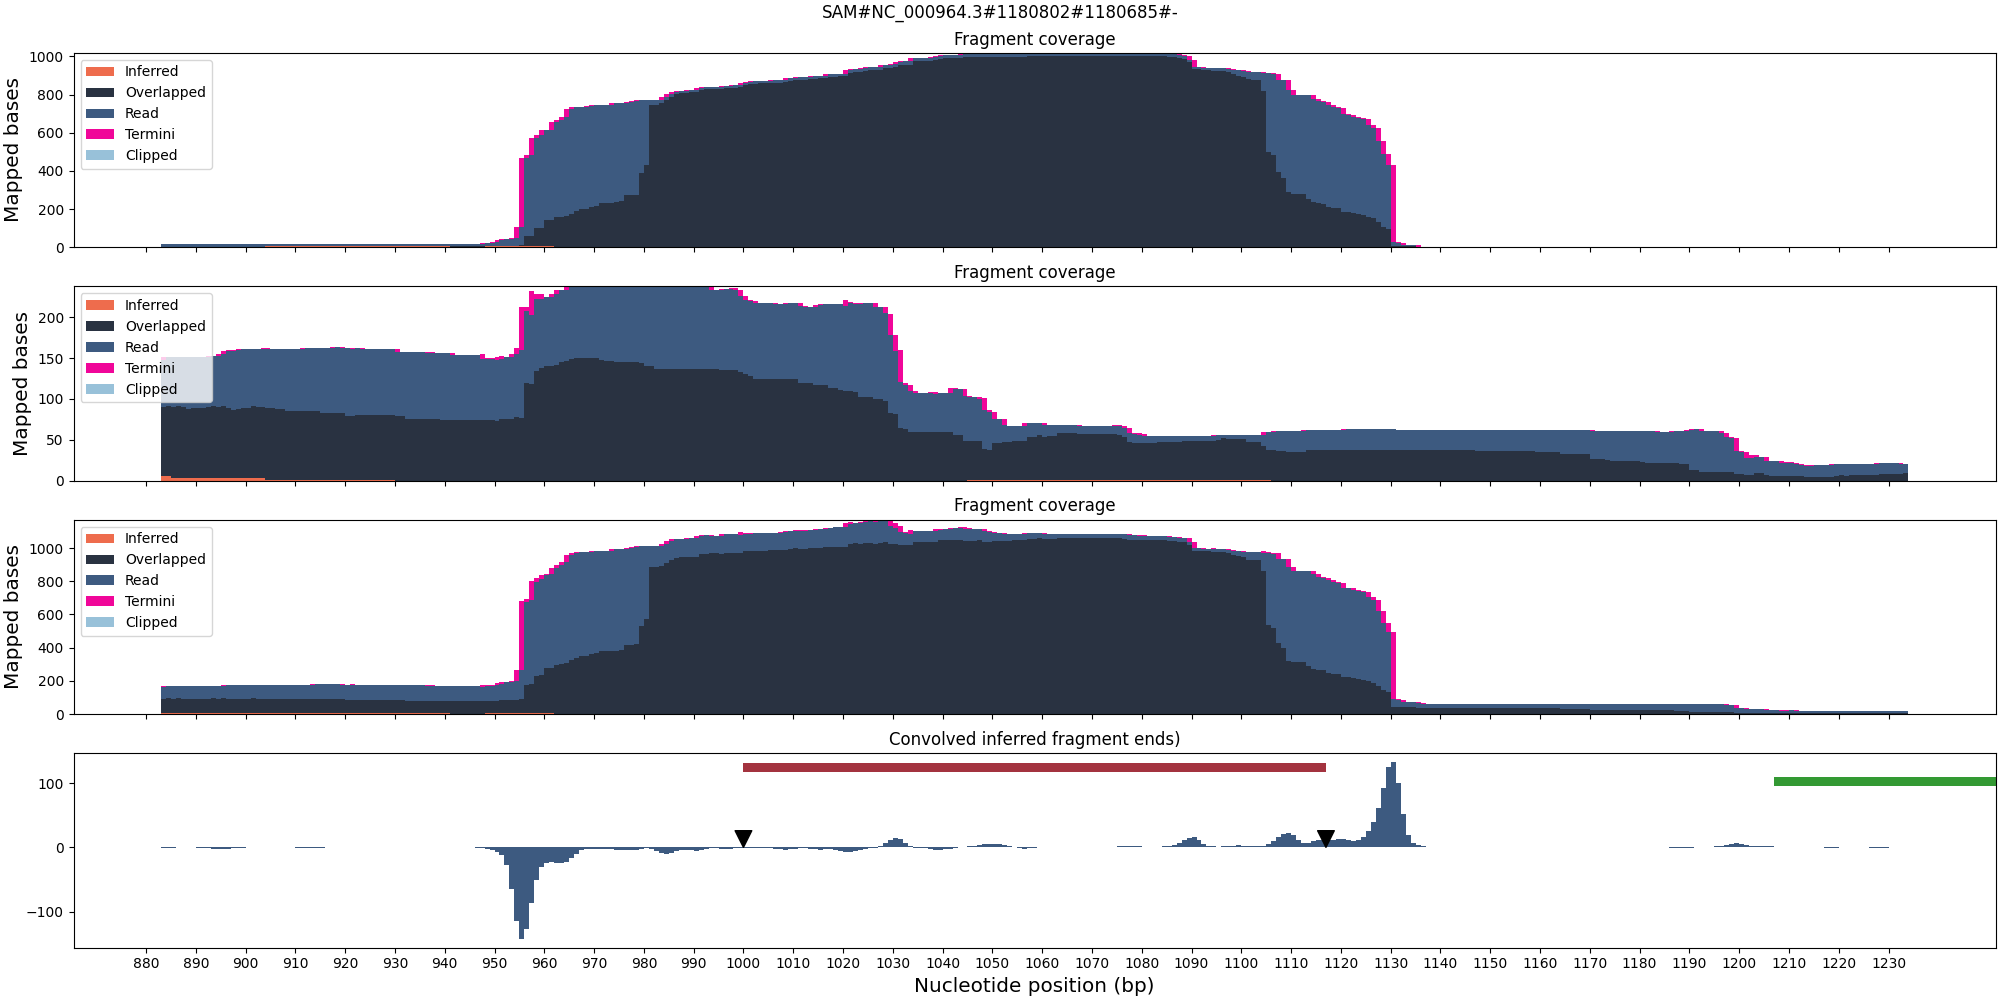 SAM#NC_000964.3#1180802#1180685#-
Fragment coverage
Mapped bases
1000
800
600
400
200
0
Inferred
Overlapped
Read
Termini
Clipped
Fragment coverage
Mapped bases
200
150
100
50
0
Inferred
Overlapped
Read
Termini
Clipped
Fragment coverage
Mapped bases
1000
800
600
400
200
0
Inferred
Overlapped
Read
Termini
Clipped
Convolved inferred fragment ends)
100
0
−100
880 890 900 910 920 930 940 950 960 970 980 990 1000 1010 1020 1030 1040 1050 1060 1070 1080 1090 1100 1110 1120 1130 1140 1150 1160 1170 1180 1190 1200 1210 1220 1230
Nucleotide position (bp)